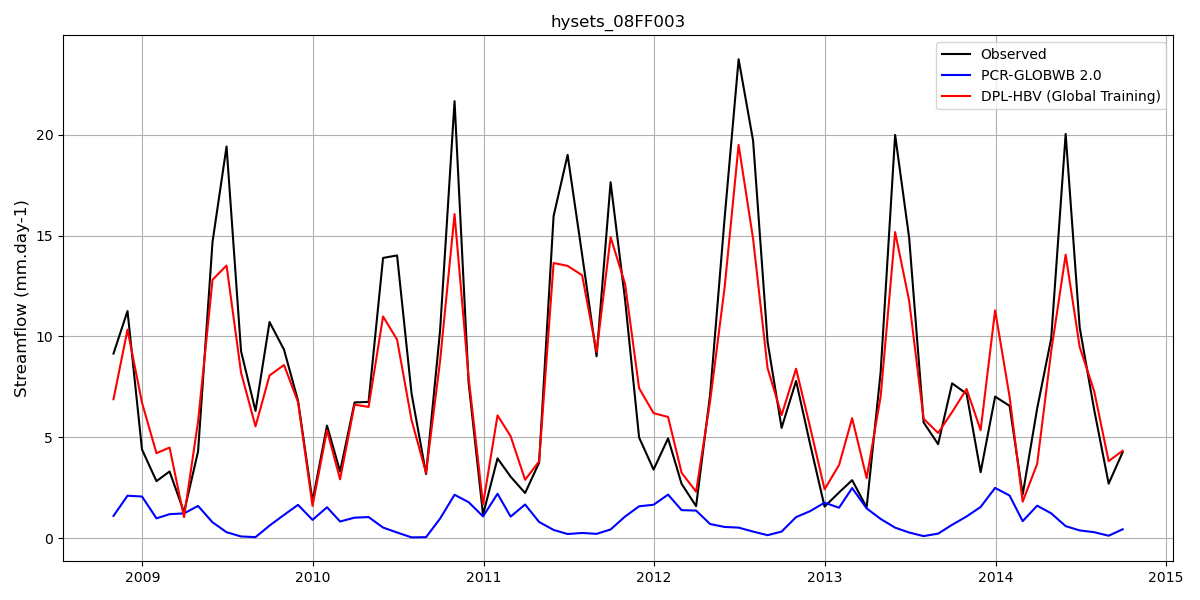 hysets_08FF003
Observed
PCR-GLOBWB 2.0
DPL-HBV (Global Training)
Streamflow (mm.day-1)
20
15
10
5
0
2009 2010 2011 2012 2013 2014 2015